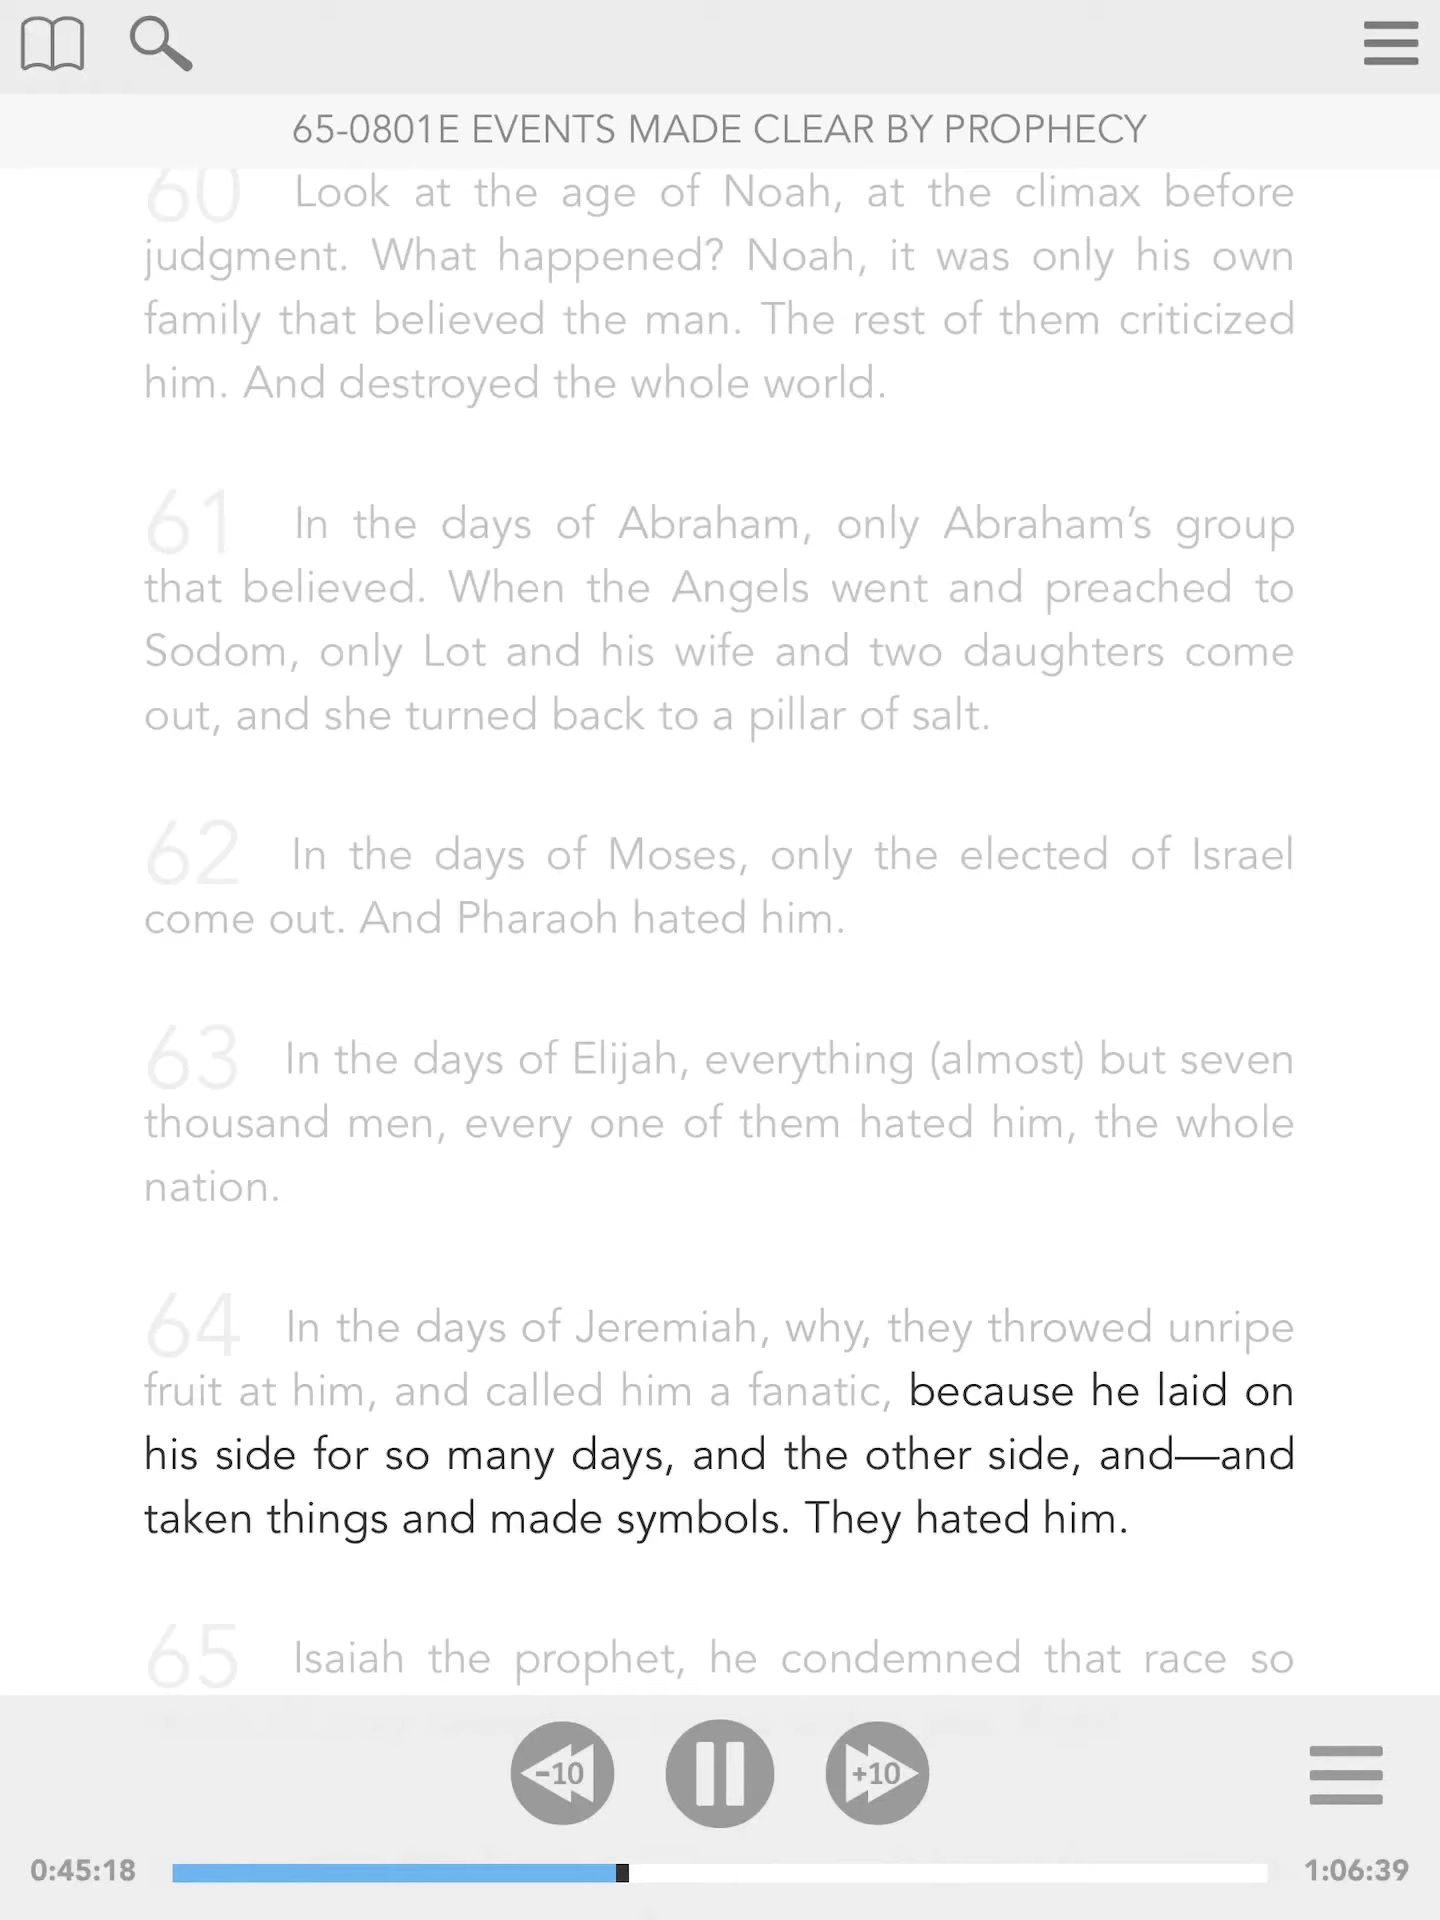 65-0801E EVENTS MADE CLEAR BY PROPHECY
60 Look at the age of Noah, at the climax before
judgment. What happened? Noah, it was only his own
family that believed the man. The rest of them criticized
him. And destroyed the whole world.
61 In the days of Abraham, only Abraham’s group
that believed. When the Angels went and preached to
Sodom, only Lot and his wife and two daughters come
out, and she turned back to a pillar of salt.
62 In the days of Moses, only the elected of Israel
come out. And Pharaoh hated him.
63 In the days of Elijah, everything (almost) but seven
thousand men, every one of them hated him, the whole
nation.
64 In the days of Jeremiah, why, they throwed unripe
fruit at him, and called him a fanatic, because he laid on
his side for so many days, and the other side, and—and
taken things and made symbols. They hated him.
65 Isaiah the prophet, he condemned that race so
-10 +10
0:45:18 1:06:39